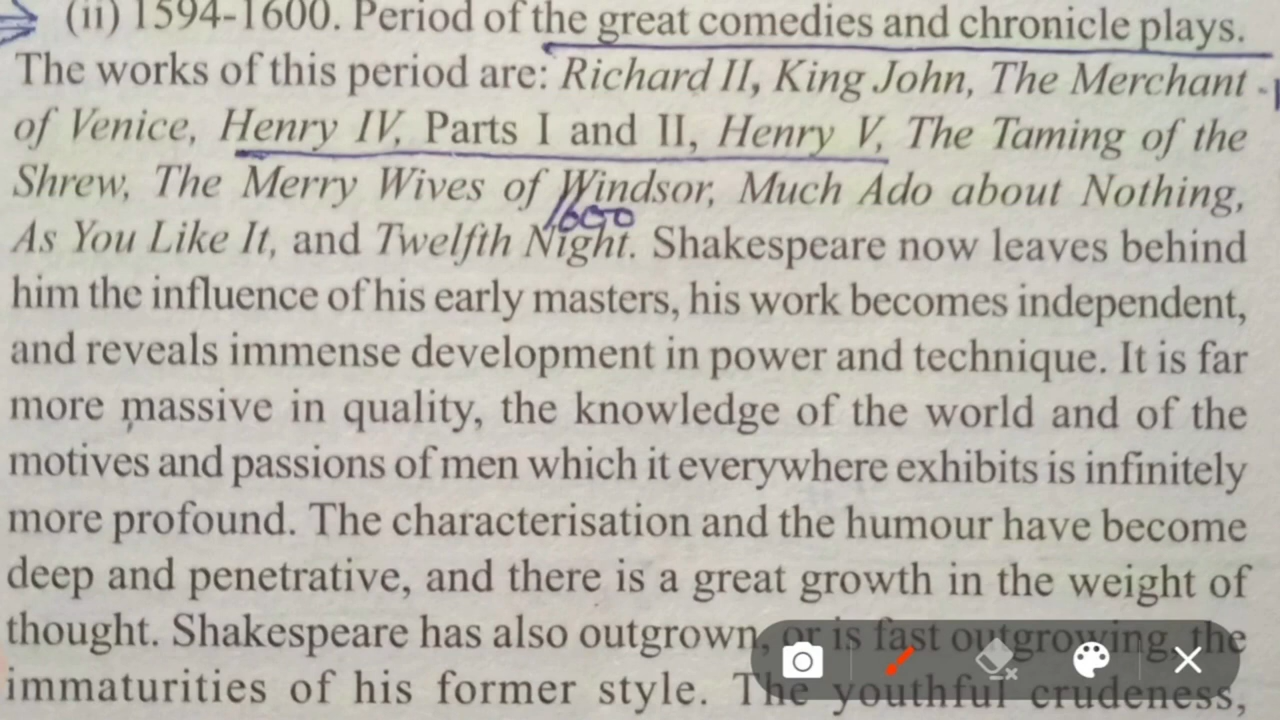 (ii) 1594-1600. Period of the great comedies and chronicle plays.
The works of this period are: Richard II, King John, The Merchant
of Venice, Henry IV, Parts I and II, Henry V, The Taming of the
Shrew, The Merry Wives of Windsor, Much Ado about Nothing,
1600
As You Like It, and Twelfth Night. Shakespeare now leaves behind
him the influence of his early masters, his work becomes independent,
and reveals immense development in power and technique. It is far
more massive in quality, the knowledge of the world and of the
motives and passions of men which it everywhere exhibits is infinitely
more profound. The characterisation and the humour have become
deep and penetrative, and there is a great growth in the weight of
thought. Shakespeare has also outgrown, or is fast outgrowing, the
immaturities of his former style. The youthful crudeness,